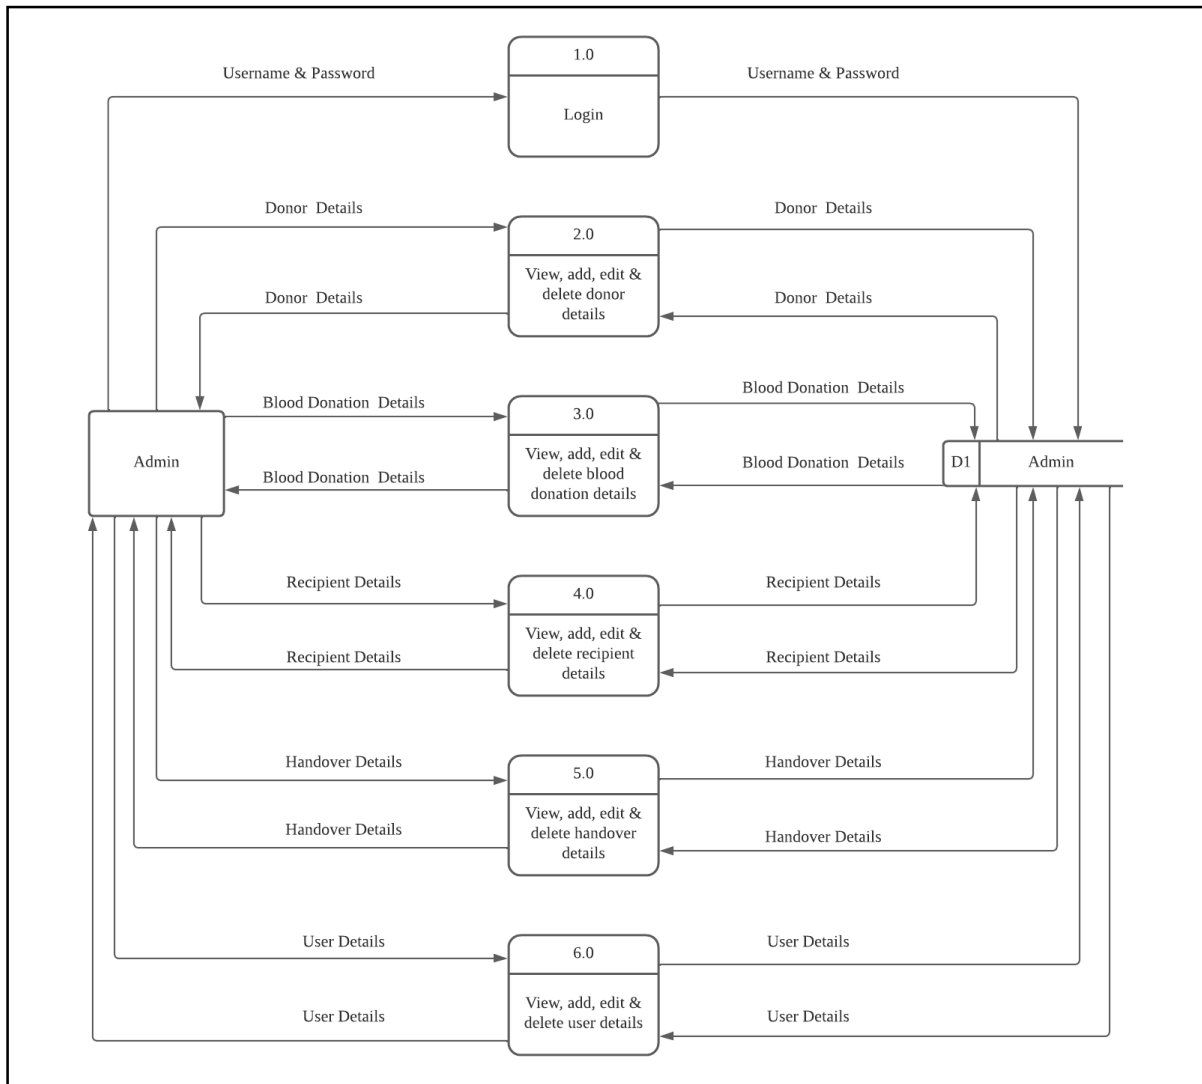 1.0
Username & Password
Username & Password
Login
Donor Details
Donor Details
2.0
View, add, edit &
delete donor
details
Donor Details
Donor Details
Blood Donation Details
Blood Donation Details
3.0
Admin
View, add, edit &
delete blood
donation details
D1
Admin
Blood Donation Details
Blood Donation Details
Recipient Details
Recipient Details
4.0
View, add, edit &
delete recipient
details
Recipient Details
Recipient Details
Handover Details
Handover Details
5.0
View, add, edit &
delete handover
details
Handover Details
Handover Details
User Details
User Details
6.0
View, add, edit &
delete user details
User Details
User Details